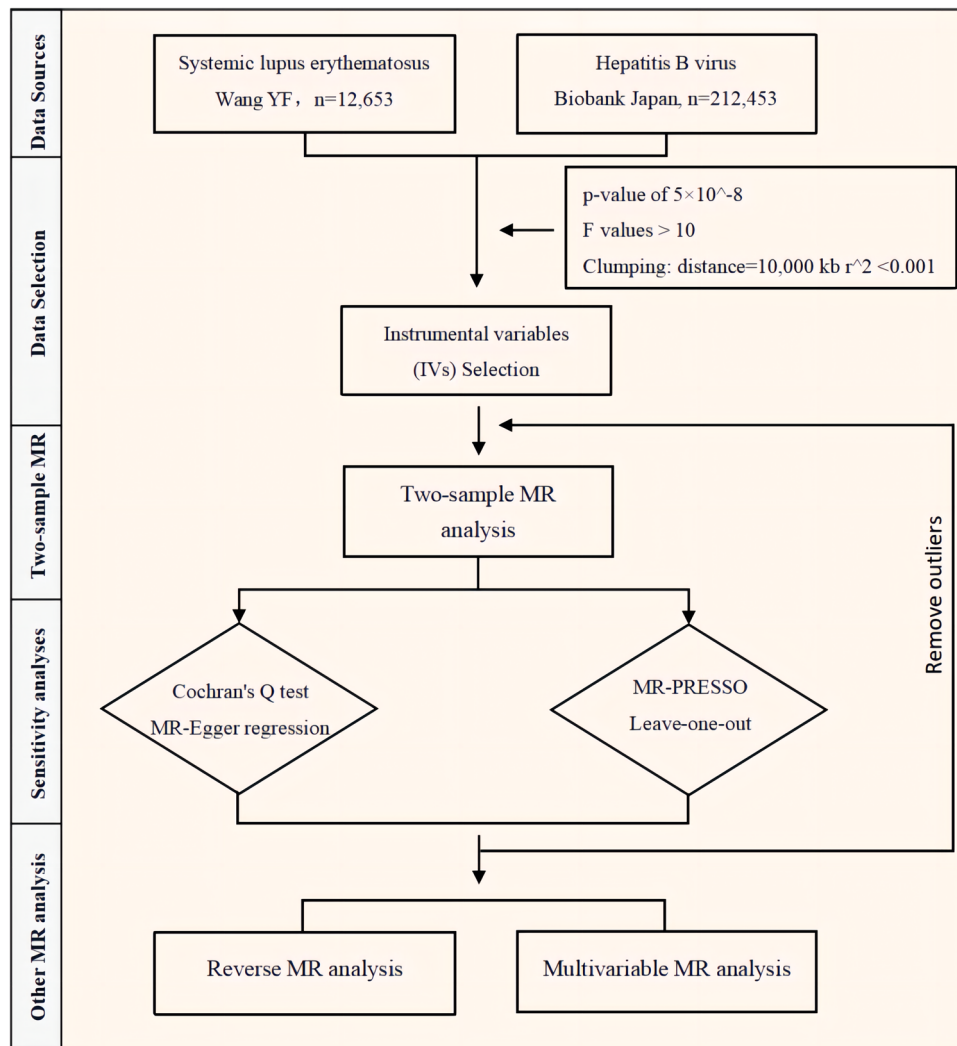 Data Sources
Systemic lupus erythematosus
Wang YF，n=12,653
Hepatitis B virus
Biobank Japan, n=212,453
Data Selection
p-value of 5×10^-8
F values > 10
Clumping: distance=10,000 kb r^2 <0.001
Instrumental variables
(IVs) Selection
Two-sample MR
Two-sample MR
analysis
Remove outliers
Sensitivity analyses
Cochran's Q test
MR-Egger regression
MR-PRESSO
Leave-one-out
Other MR analysis
Reverse MR analysis
Multivariable MR analysis